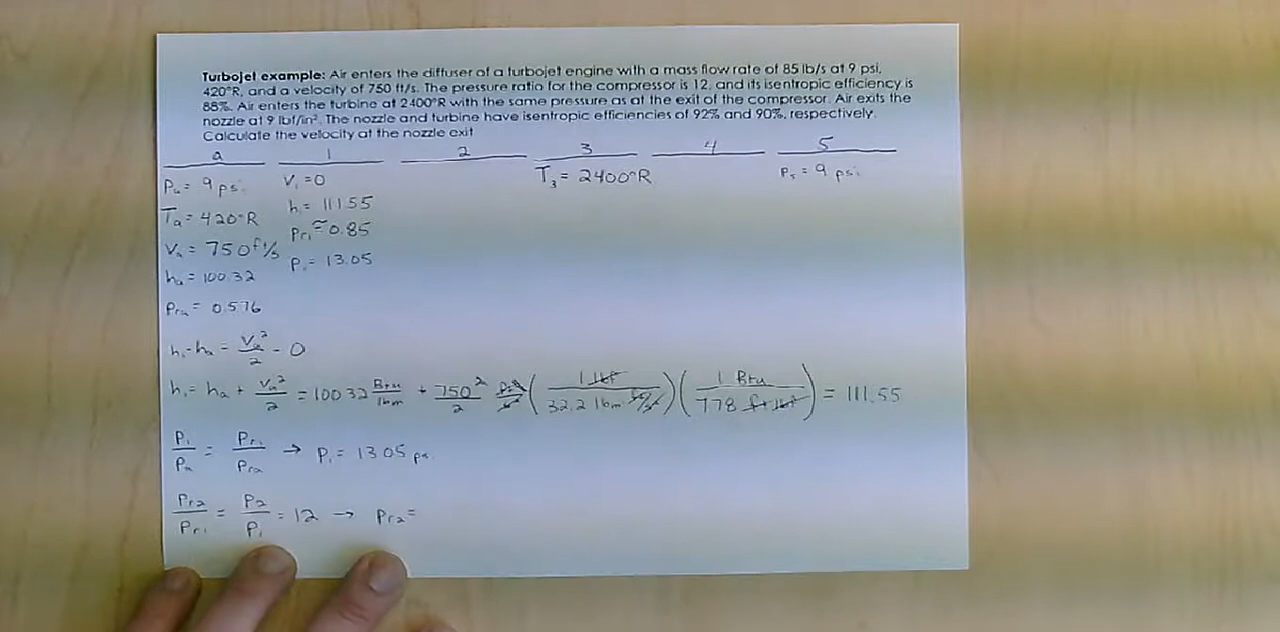 Turbojet example: Air enters the diffuser of a turbojet engine with a mass flow rate of 85 lb/s at 9 psi,
420°R, and a velocity of 750 ft/s. The pressure ratio for the compressor is 12, and its isentropic efficiency is
88%. Air enters the turbine at 2400°R with the same pressure as at the exit of the compressor. Air exits the
nozzle at 9 lbf/in². The nozzle and turbine have isentropic efficiencies of 92% and 90%, respectively.
Calculate the velocity at the nozzle exit
a 1 2 3 4 5
Pa = 9 psi V₁ = 0 T₃ = 2400°R P₅ = 9 psi
Ta = 420°R h₁ = 111.55
Va = 750 ft/s Pr₁ ≈ 0.85
ha = 100.32 P₁ = 13.05
Pra = 0.576
h₁-ha = Va²/2 - 0
h₁ = ha + Va²/2 = 100.32 Btu/lbm + 750²/2 ft²/s² (1 lbf/32.2 lbm ft/s²)(1 Btu/778 ft lbf) = 111.55
P₁/Pa = Pr₁/Pra → P₁ = 13.05 psi
Pr₂/Pr₁ = P₂/P₁ = 12 → Pr₂ =